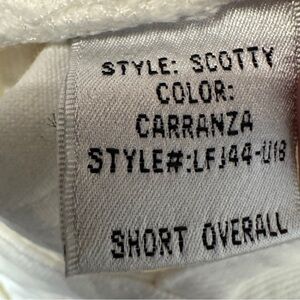 STYLE: SCOTTY
COLOR:
CARRANZA
STYLE#:LFJ44-U18
SHORT OVERALL